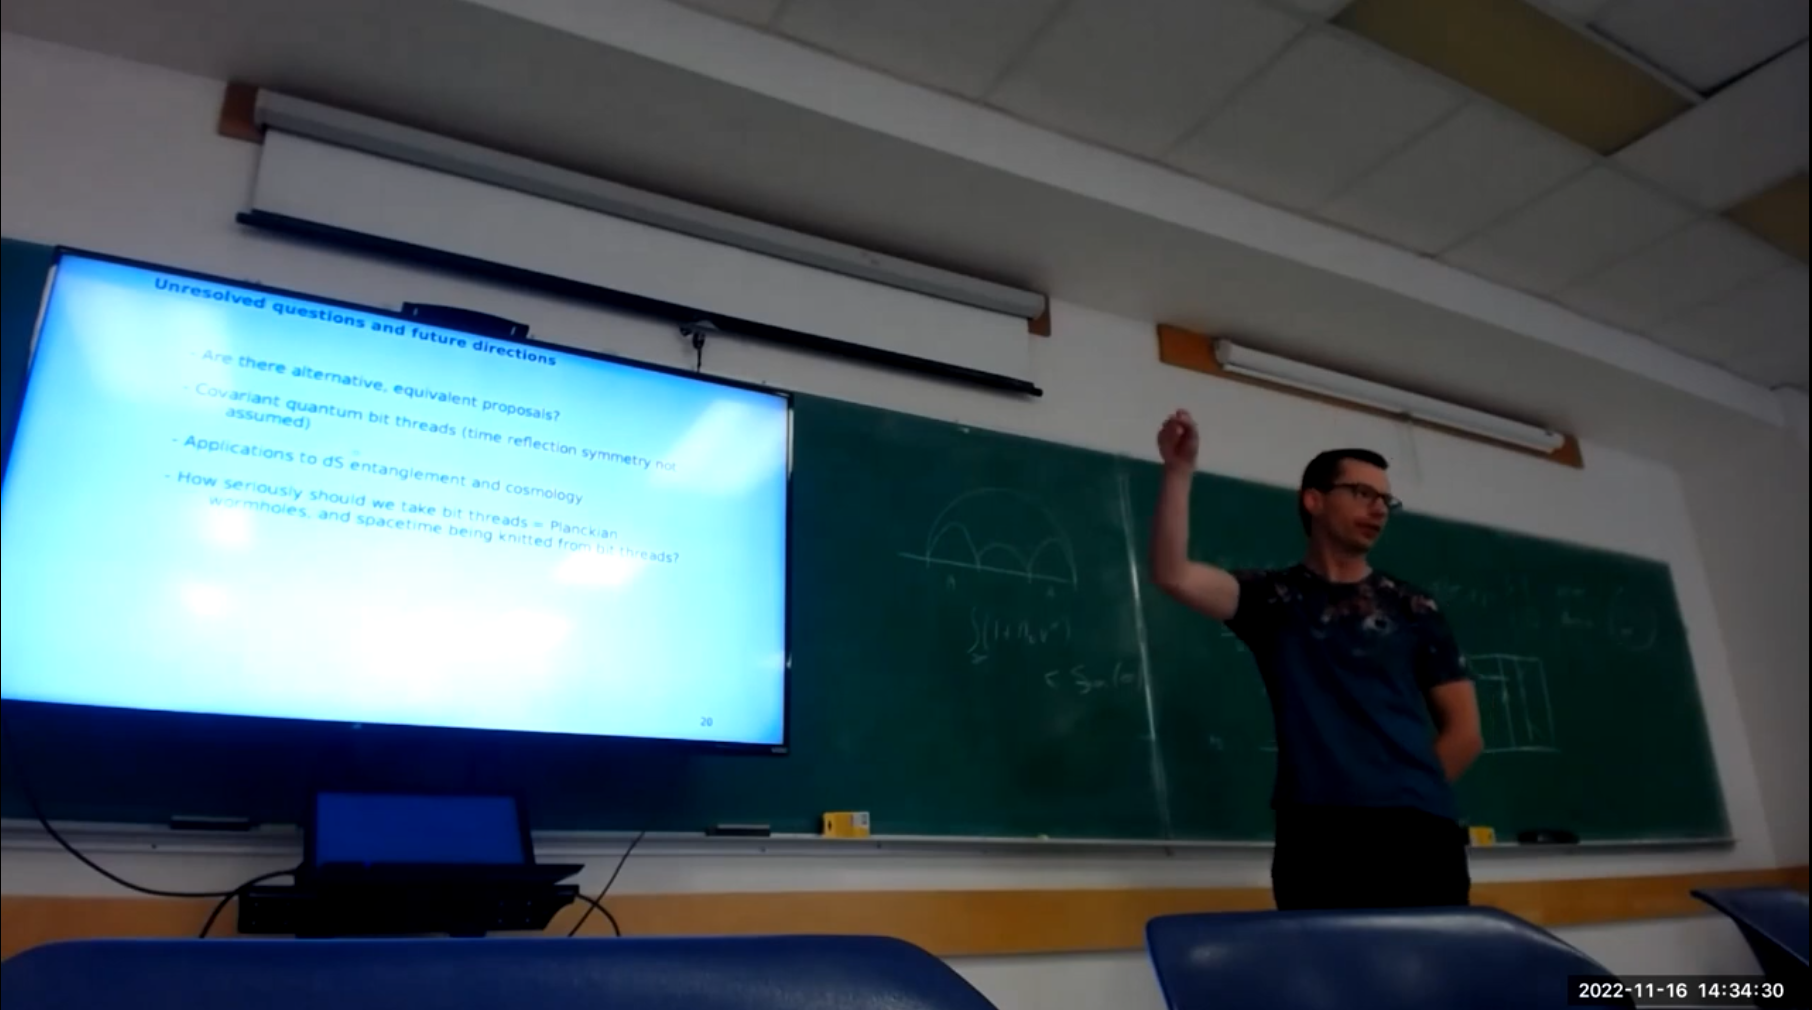 Unresolved questions and future directions
- Are there alternative, equivalent proposals?
- Covariant quantum bit threads (time reflection symmetry not
assumed)
- Applications to dS entanglement and cosmology
- How seriously should we take bit threads = Planckian
wormholes, and spacetime being knitted from bit threads?
20
2022-11-16 14:34:30